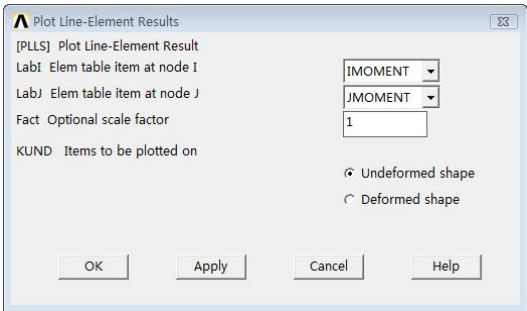 Plot Line-Element Results
[PLLS] Plot Line-Element Result
LabI Elem table item at node I
IMOMENT
LabJ Elem table item at node J
JMOMENT
Fact Optional scale factor
1
KUND Items to be plotted on
Undeformed shape
Deformed shape
OK Apply Cancel Help